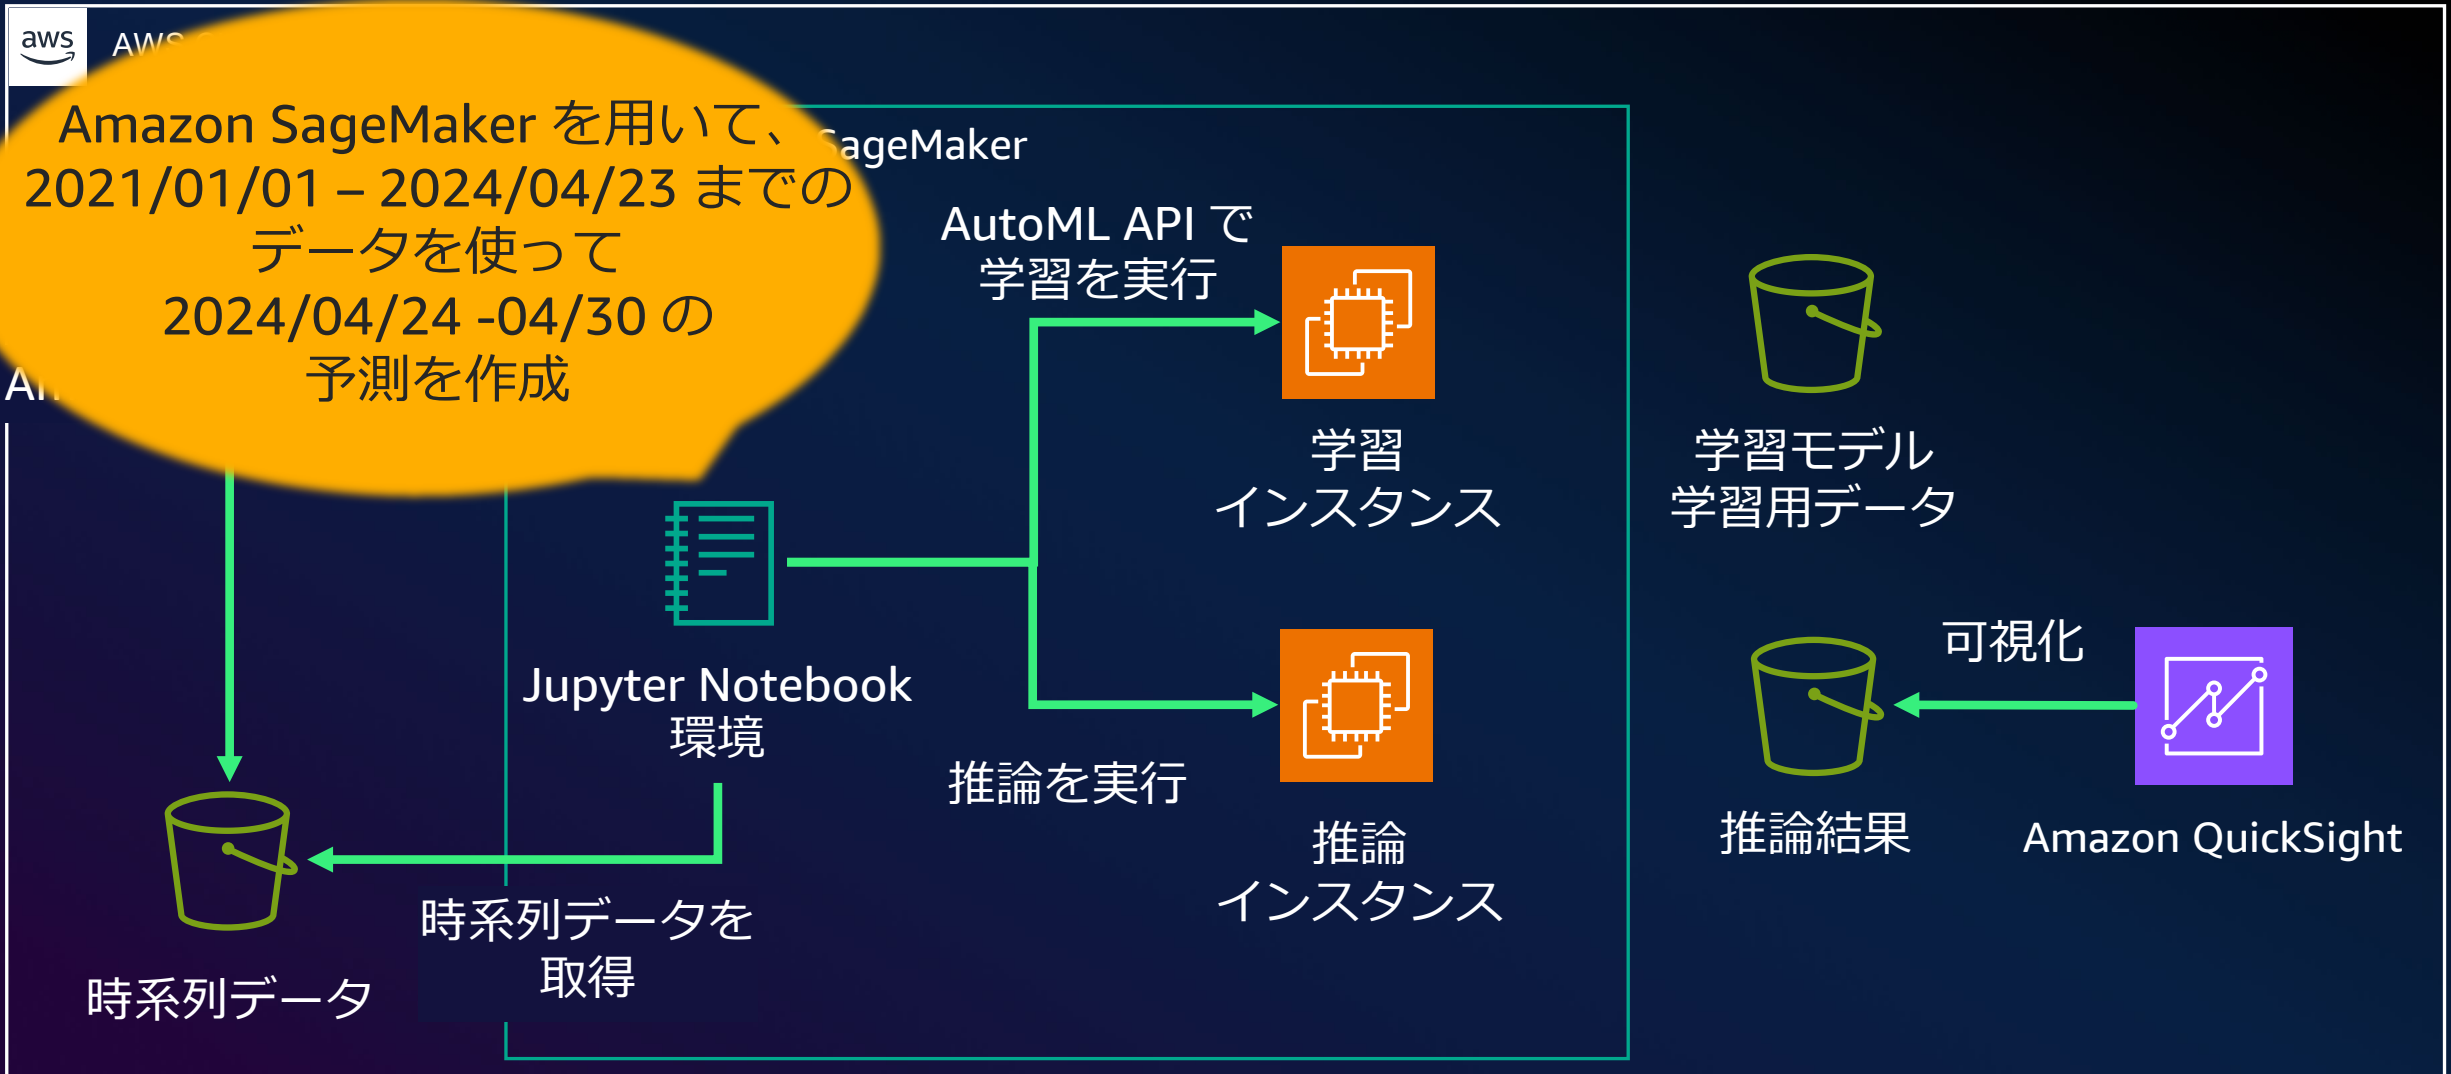 aws
AWS
Amazon SageMaker を用いて、
2021/01/01 – 2024/04/23 までの
データを使って
2024/04/24 -04/30 の
予測を作成
SageMaker
AutoML API で
学習を実行
学習
インスタンス
学習モデル
学習用データ
Jupyter Notebook
環境
推論を実行
推論
インスタンス
可視化
推論結果
Amazon QuickSight
時系列データを
取得
時系列データ